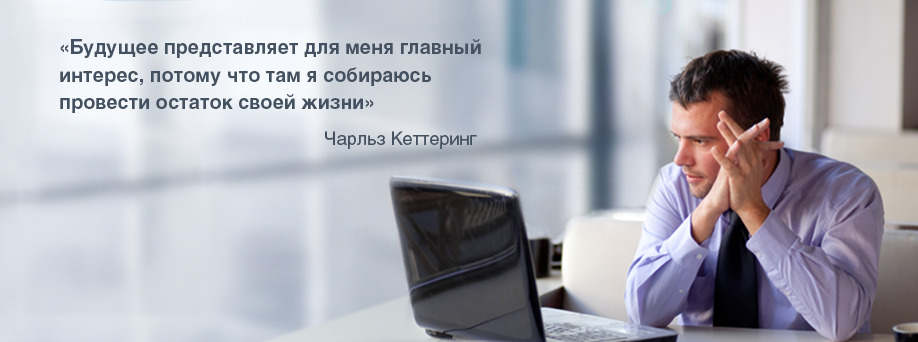 «Будущее представляет для меня главный
интерес, потому что там я собираюсь
провести остаток своей жизни»
Чарльз Кеттеринг